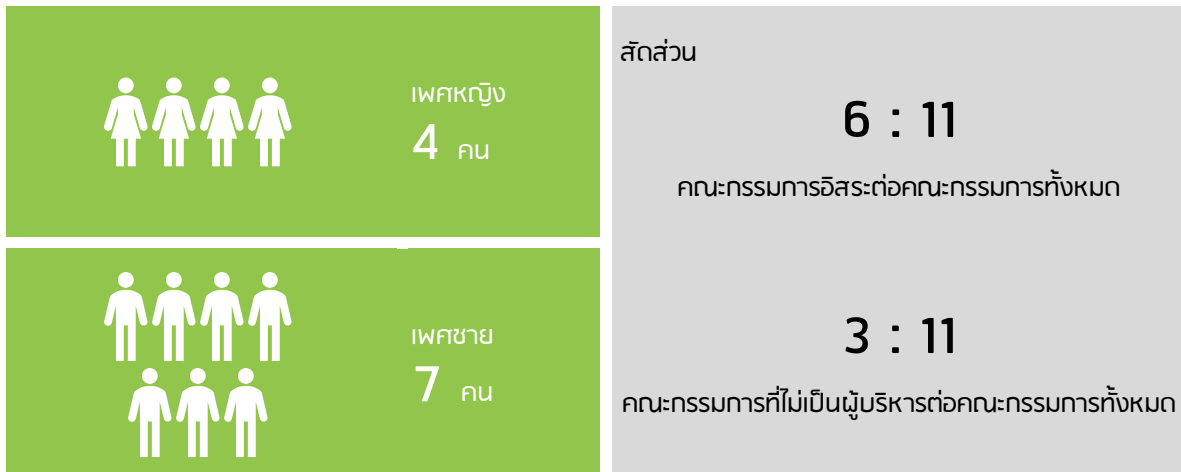 เพศหญิง
4 คน
เพศชาย
7 คน
สัดส่วน
6 : 11
คณะกรรมการอิสระต่อคณะกรรมการทั้งหมด
3 : 11
คณะกรรมการที่ไม่เป็นผู้บริหารต่อคณะกรรมการทั้งหมด